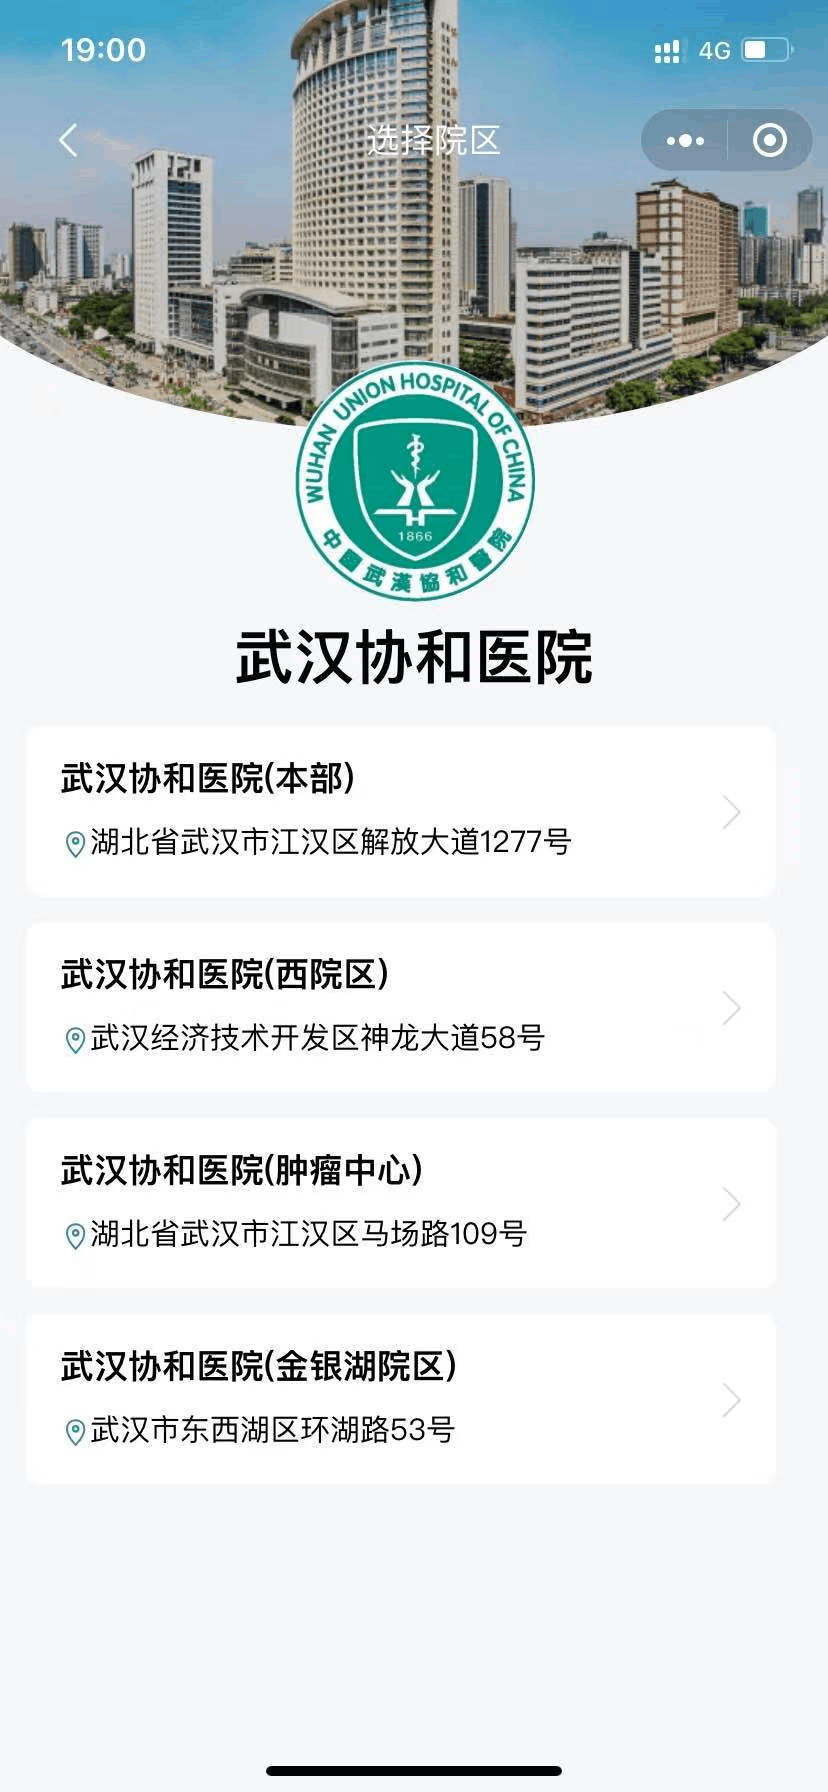 19:00
4G
选择院区
WUHAN UNION HOSPITAL OF CHINA
1866
中國武漢協和醫院
武汉协和医院
武汉协和医院(本部)
湖北省武汉市江汉区解放大道1277号
武汉协和医院(西院区)
武汉经济技术开发区神龙大道58号
武汉协和医院(肿瘤中心)
湖北省武汉市江汉区马场路109号
武汉协和医院(金银湖院区)
武汉市东西湖区环湖路53号